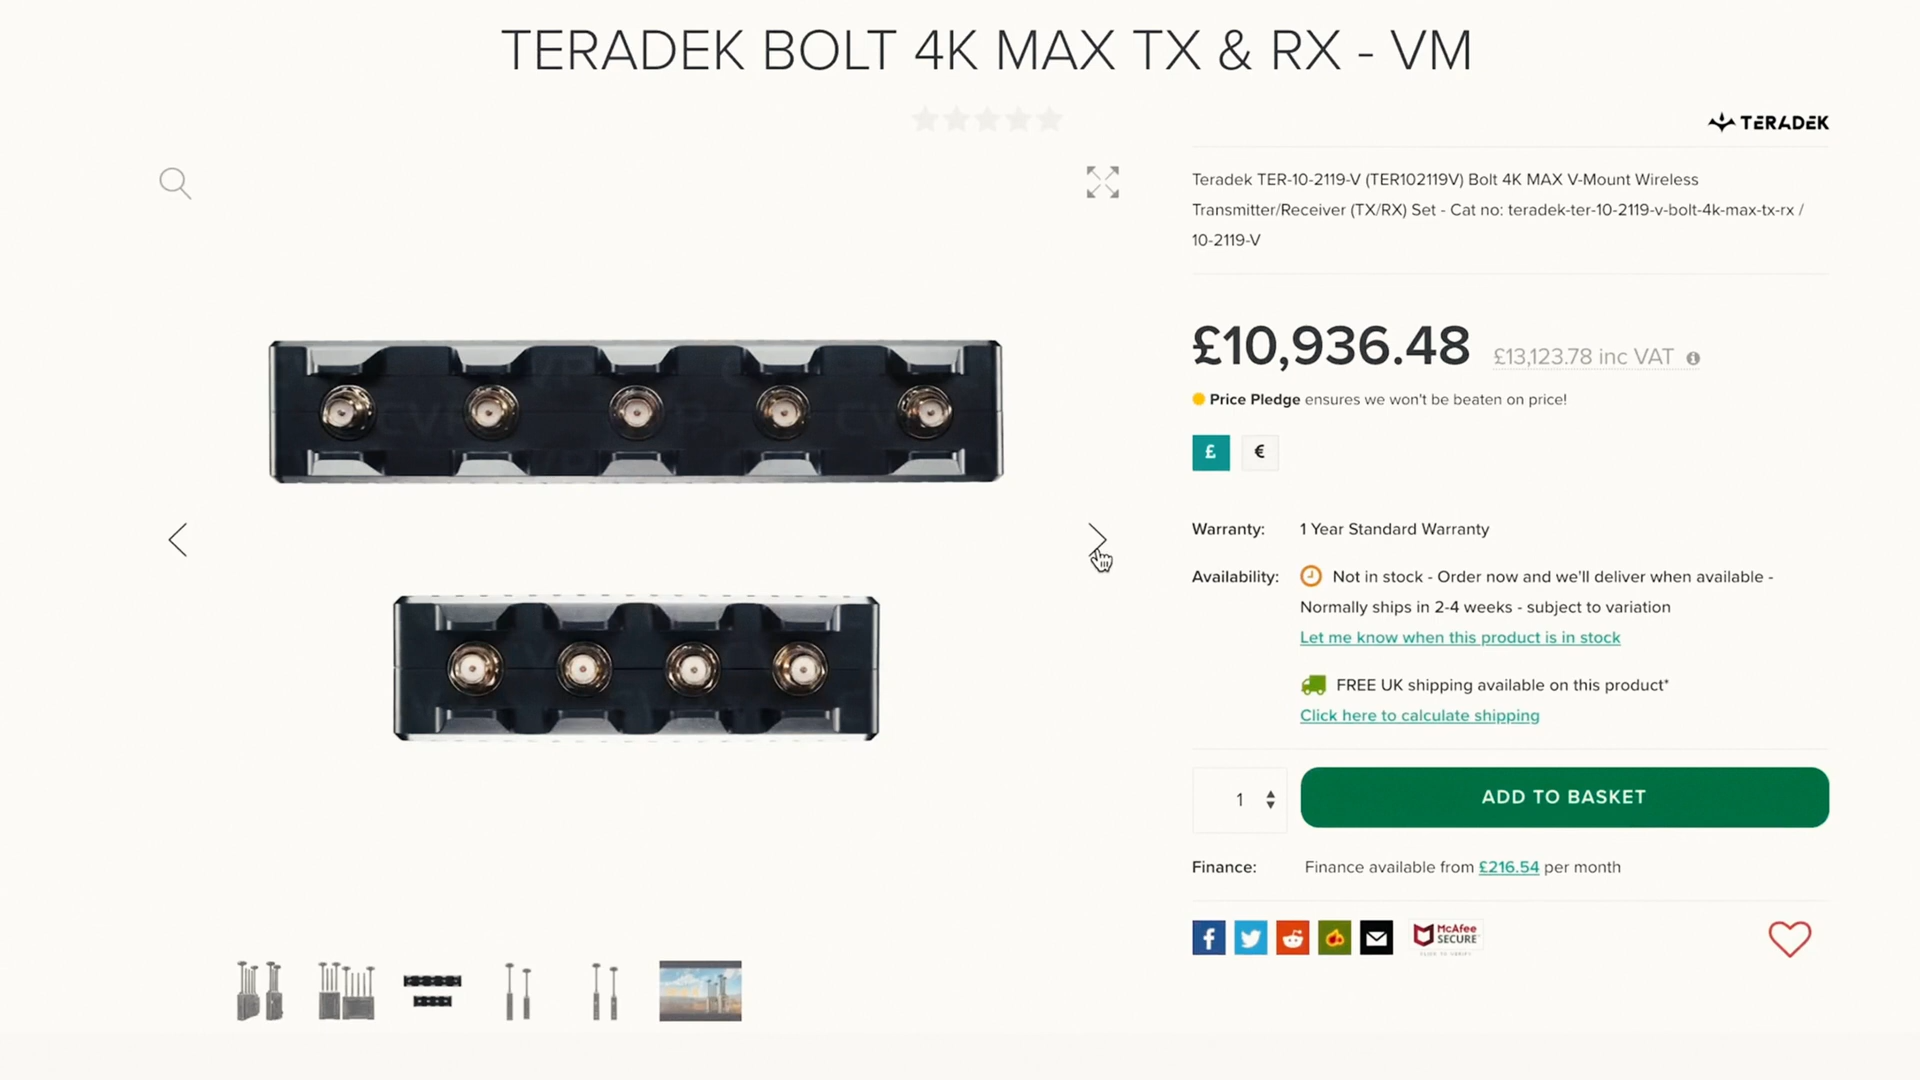 TERADEK BOLT 4K MAX TX & RX - VM
TERADEK
Teradek TER-10-2119-V (TER102119V) Bolt 4K MAX V-Mount Wireless
Transmitter/Receiver (TX/RX) Set - Cat no: teradek-ter-10-2119-v-bolt-4k-max-tx-rx /
10-2119-V
£10,936.48 £13,123.78 inc VAT
Price Pledge ensures we won't be beaten on price!
£ €
Warranty: 1 Year Standard Warranty
Availability: Not in stock - Order now and we'll deliver when available -
Normally ships in 2-4 weeks - subject to variation
Let me know when this product is in stock
FREE UK shipping available on this product*
Click here to calculate shipping
1 ADD TO BASKET
Finance: Finance available from £216.54 per month
McAfee
SECURE